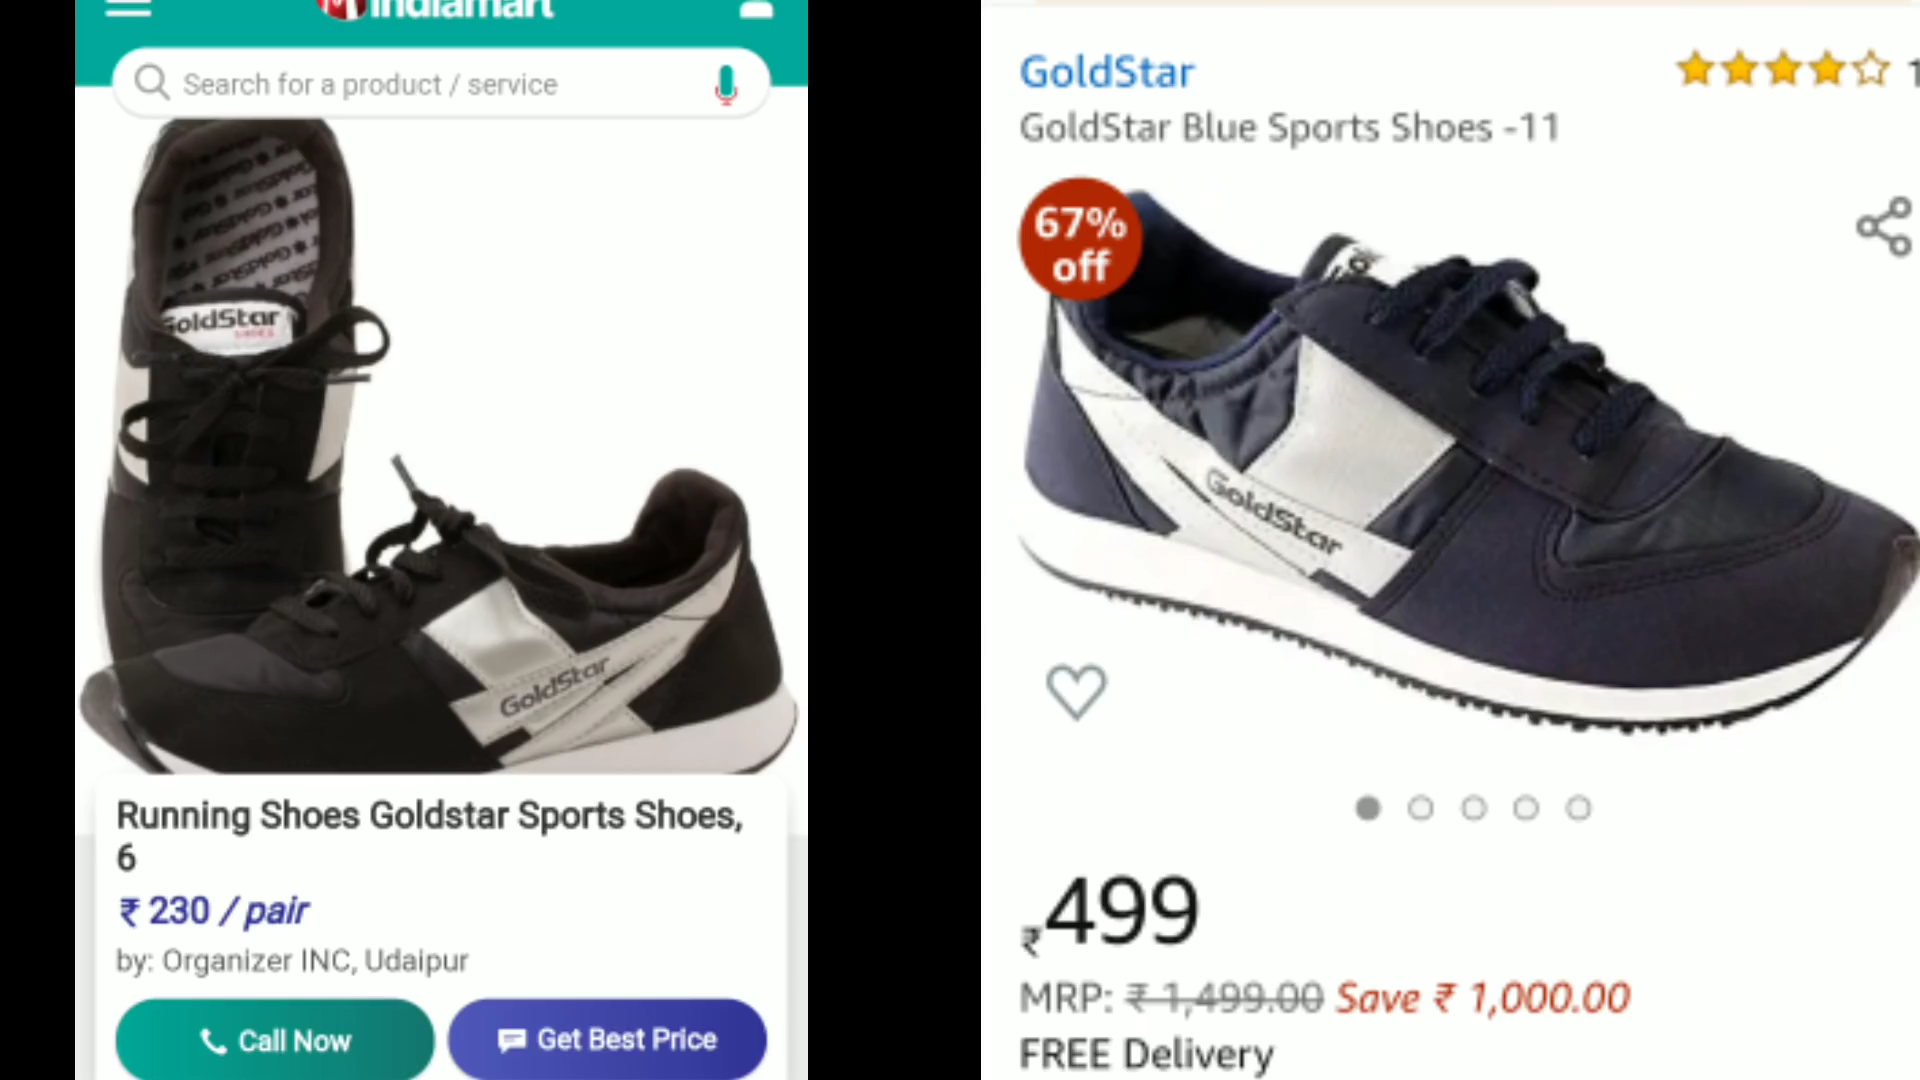 indiamart
Search for a product / service
GoldStar
GoldStar
Running Shoes Goldstar Sports Shoes,
6
₹ 230 / pair
by: Organizer INC, Udaipur
Call Now
Get Best Price
GoldStar
GoldStar Blue Sports Shoes -11
67%
off
GoldStar
₹499
MRP: ₹ 1,499.00 Save ₹ 1,000.00
FREE Delivery